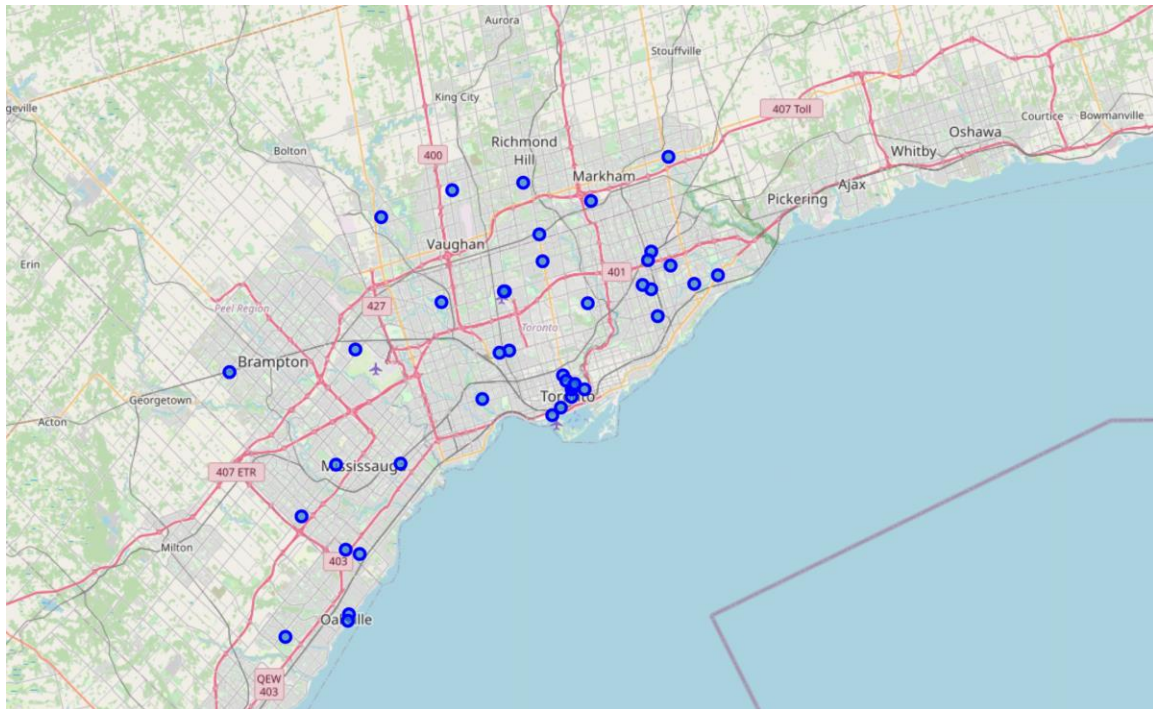 Aurora
Stouffville
King City
geville
407 Toll
Courtice
Bowmanville
Oshawa
Richmond
Hill
Bolton
400
Whitby
Markham
Ajax
Pickering
Vaughan
Erin
401
427
Peel Region
Toronto
Brampton
Georgetown
Toronto
Acton
Mississauga
407 ETR
Milton
403
Oakville
QEW
403